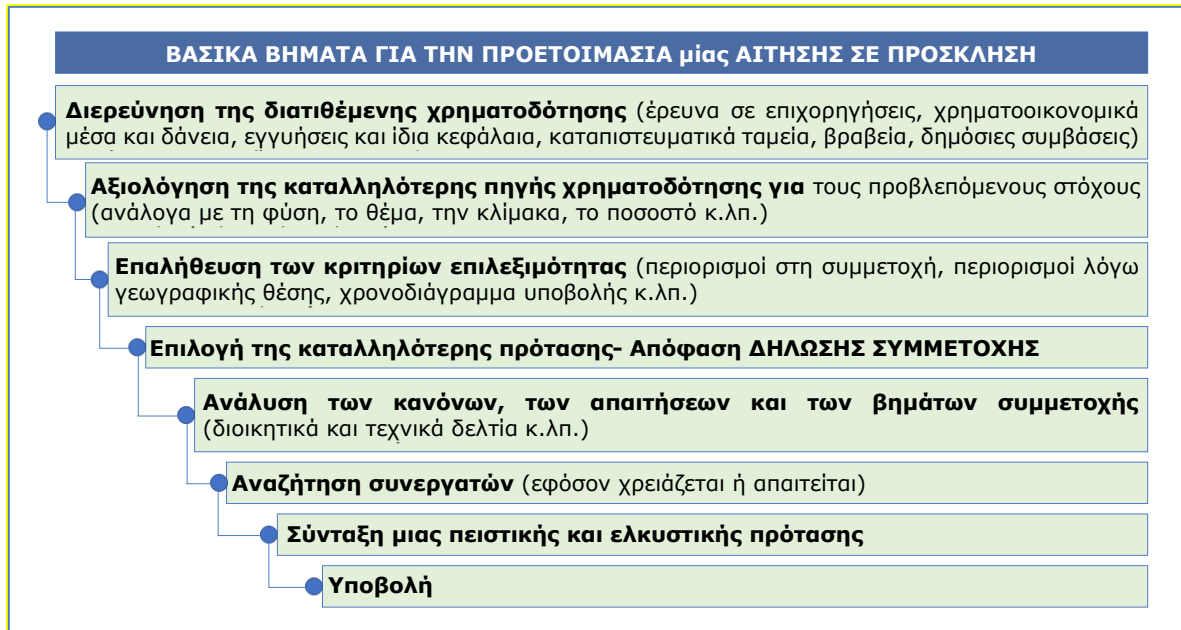 ΒΑΣΙΚΑ ΒΗΜΑΤΑ ΓΙΑ ΤΗΝ ΠΡΟΕΤΟΙΜΑΣΙΑ μίας ΑΙΤΗΣΗΣ ΣΕ ΠΡΟΣΚΛΗΣΗ
Διερεύνηση της διατιθέμενης χρηματοδότησης (έρευνα σε επιχορηγήσεις, χρηματοοικονομικά
μέσα και δάνεια, εγγυήσεις και ίδια κεφάλαια, καταπιστευματικά ταμεία, βραβεία, δημόσιες συμβάσεις)
Αξιολόγηση της καταλληλότερης πηγής χρηματοδότησης για τους προβλεπόμενους στόχους
(ανάλογα με τη φύση, το θέμα, την κλίμακα, το ποσοστό κ.λπ.)
Επαλήθευση των κριτηρίων επιλεξιμότητας (περιορισμοί στη συμμετοχή, περιορισμοί λόγω
γεωγραφικής θέσης, χρονοδιάγραμμα υποβολής κ.λπ.)
Επιλογή της καταλληλότερης πρότασης- Απόφαση ΔΗΛΩΣΗΣ ΣΥΜΜΕΤΟΧΗΣ
Ανάλυση των κανόνων, των απαιτήσεων και των βημάτων συμμετοχής
(διοικητικά και τεχνικά δελτία κ.λπ.)
Αναζήτηση συνεργατών (εφόσον χρειάζεται ή απαιτείται)
Σύνταξη μιας πειστικής και ελκυστικής πρότασης
Υποβολή